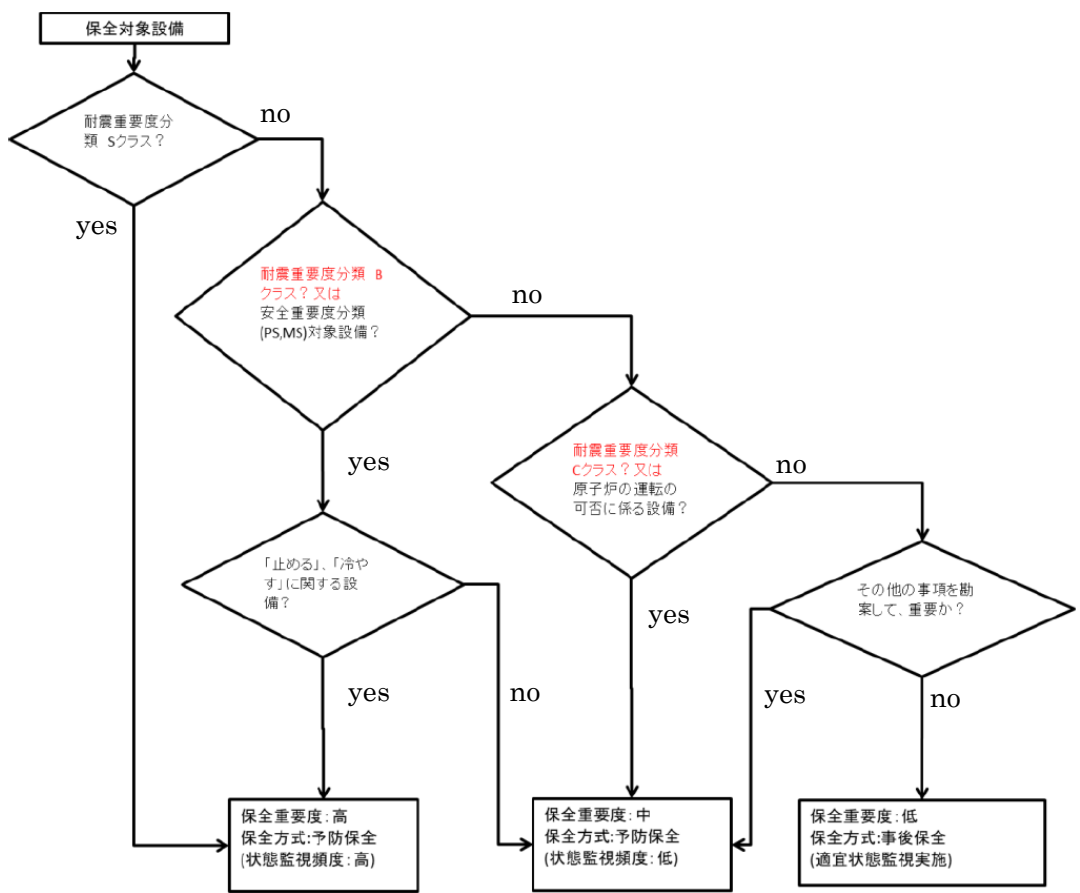 保全対象設備
耐震重要度分
類 Sクラス？
no
yes
耐震重要度分類 B
クラス？又は
安全重要度分類
(PS,MS)対象設備？
no
yes
耐震重要度分類
Cクラス？又は
原子炉の運転の
可否に係る設備？
no
yes
「止める」、「冷や
す」に関する設
備？
yes
no
その他の事項を勘
案して、重要か？
yes
no
保全重要度：高
保全方式：予防保全
(状態監視頻度：高)
保全重要度：中
保全方式：予防保全
(状態監視頻度：低)
保全重要度：低
保全方式：事後保全
(適宜状態監視実施)